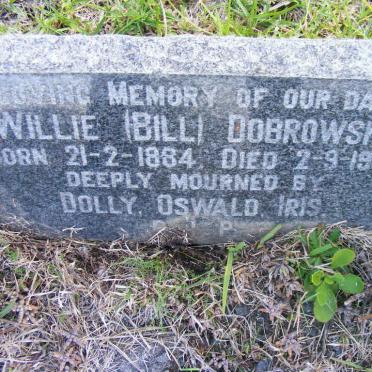 LOVING MEMORY OF OUR DA
WILLIE (BILL) DOBROWSK
BORN 21-2-1884 DIED 2-9-19
DEEPLY MOURNED BY
DOLLY, OSWALD IRIS